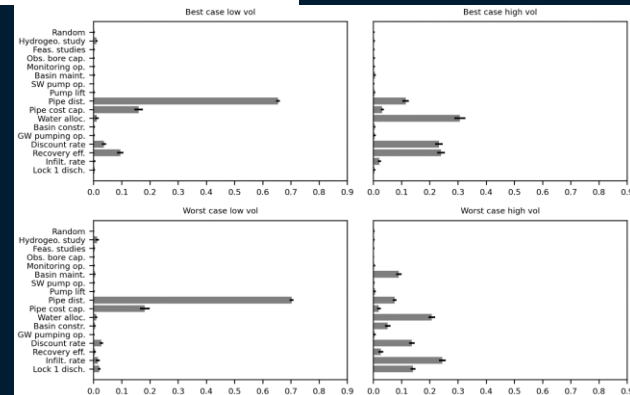 Best case low vol
Random
Hydrogeo. study
Feas. studies
Obs. bore cap.
Monitoring op.
Basin maint.
SW pump op.
Pump lift
Pipe dist.
Pipe cost cap.
Water alloc.
Basin constr.
GW pumping op.
Discount rate
Recovery eff.
Infilt. rate
Lock 1 disch.
0.0 0.1 0.2 0.3 0.4 0.5 0.6 0.7 0.8 0.9
Best case high vol
0.0 0.1 0.2 0.3 0.4 0.5 0.6 0.7 0.8 0.9
Worst case low vol
Random
Hydrogeo. study
Feas. studies
Obs. bore cap.
Monitoring op.
Basin maint.
SW pump op.
Pump lift
Pipe dist.
Pipe cost cap.
Water alloc.
Basin constr.
GW pumping op.
Discount rate
Recovery eff.
Infilt. rate
Lock 1 disch.
0.0 0.1 0.2 0.3 0.4 0.5 0.6 0.7 0.8 0.9
Worst case high vol
0.0 0.1 0.2 0.3 0.4 0.5 0.6 0.7 0.8 0.9